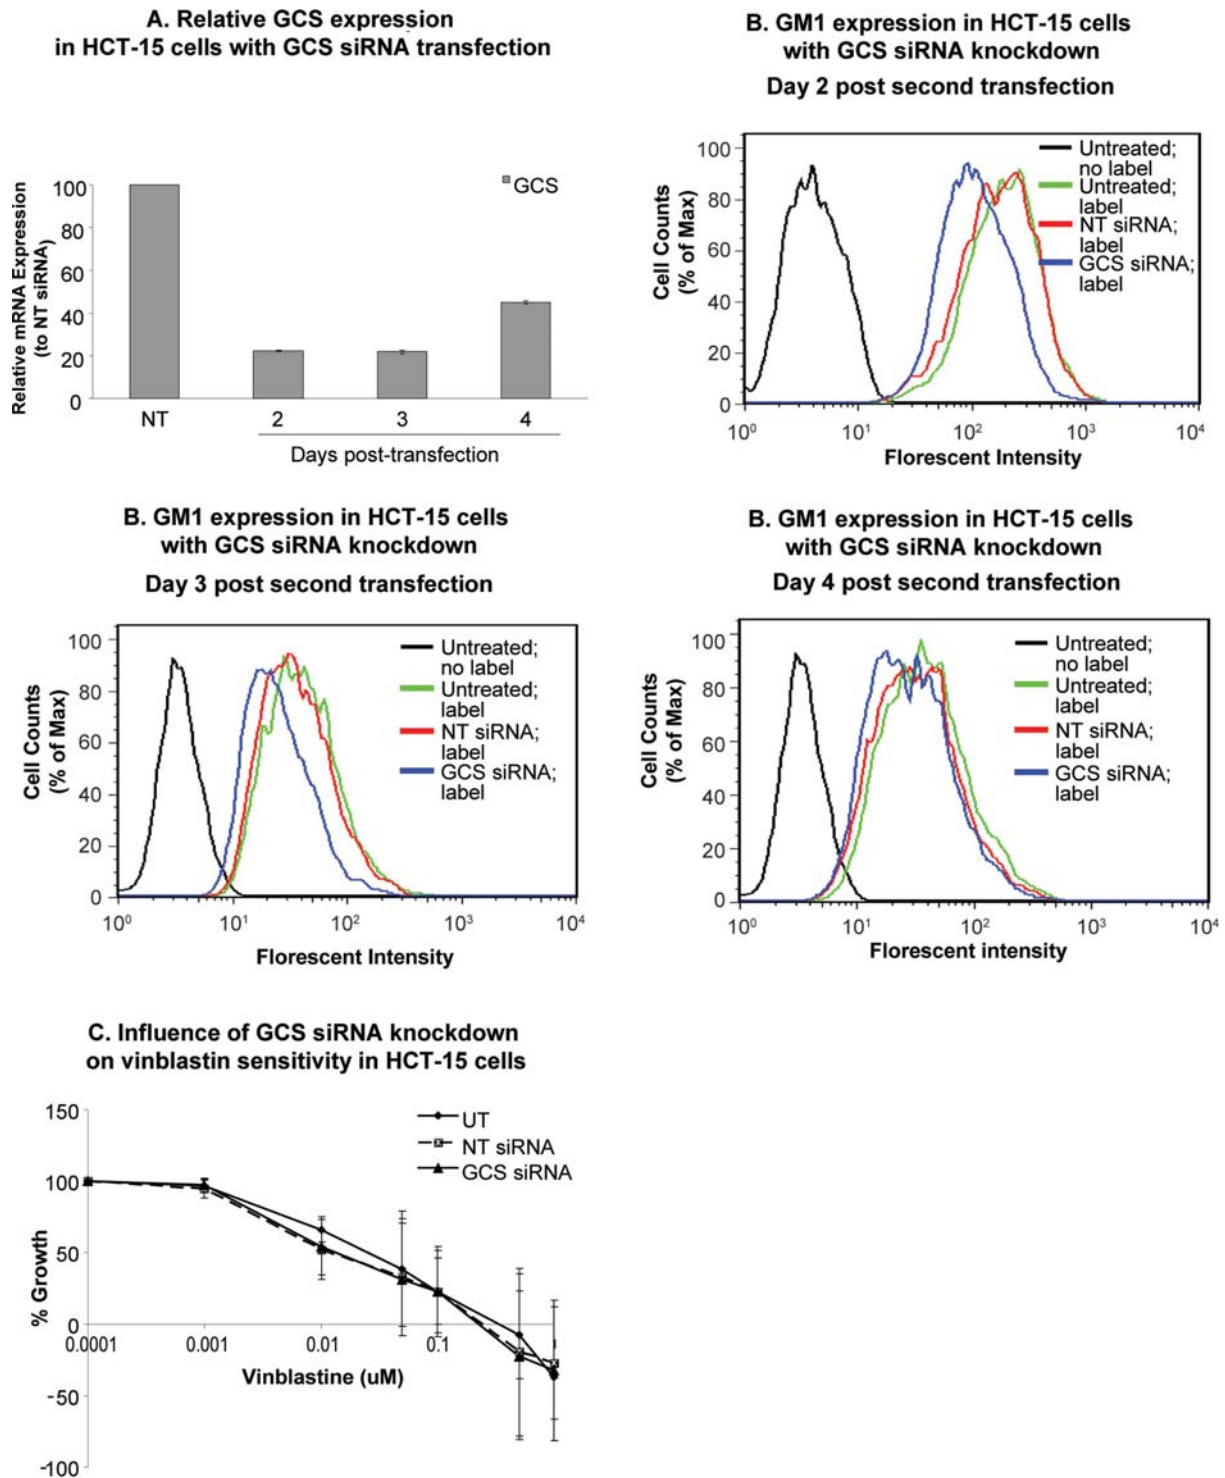 A. Relative GCS expression
in HCT-15 cells with GCS siRNA transfection
Relative mRNA Expression
(to NT siRNA)
100
80
60
40
20
0
GCS
NT 2 3 4
Days post-transfection
B. GM1 expression in HCT-15 cells
with GCS siRNA knockdown
Day 2 post second transfection
Cell Counts
(% of Max)
100
80
60
40
20
0
Untreated;
no label
Untreated;
label
NT siRNA;
label
GCS siRNA;
label
10⁰ 10¹ 10² 10³ 10⁴
Florescent Intensity
B. GM1 expression in HCT-15 cells
with GCS siRNA knockdown
Day 3 post second transfection
Cell Counts
(% of Max)
100
80
60
40
20
0
Untreated;
no label
Untreated;
label
NT siRNA;
label
GCS siRNA;
label
10⁰ 10¹ 10² 10³ 10⁴
Florescent Intensity
B. GM1 expression in HCT-15 cells
with GCS siRNA knockdown
Day 4 post second transfection
Cell Counts
(% of Max)
100
80
60
40
20
0
Untreated;
no label
Untreated;
label
NT siRNA;
label
GCS siRNA;
label
10⁰ 10¹ 10² 10³ 10⁴
Florescent intensity
C. Influence of GCS siRNA knockdown
on vinblastin sensitivity in HCT-15 cells
% Growth
150
100
50
0
-50
-100
UT
NT siRNA
GCS siRNA
0.0001 0.001 0.01 0.1 1
Vinblastine (uM)